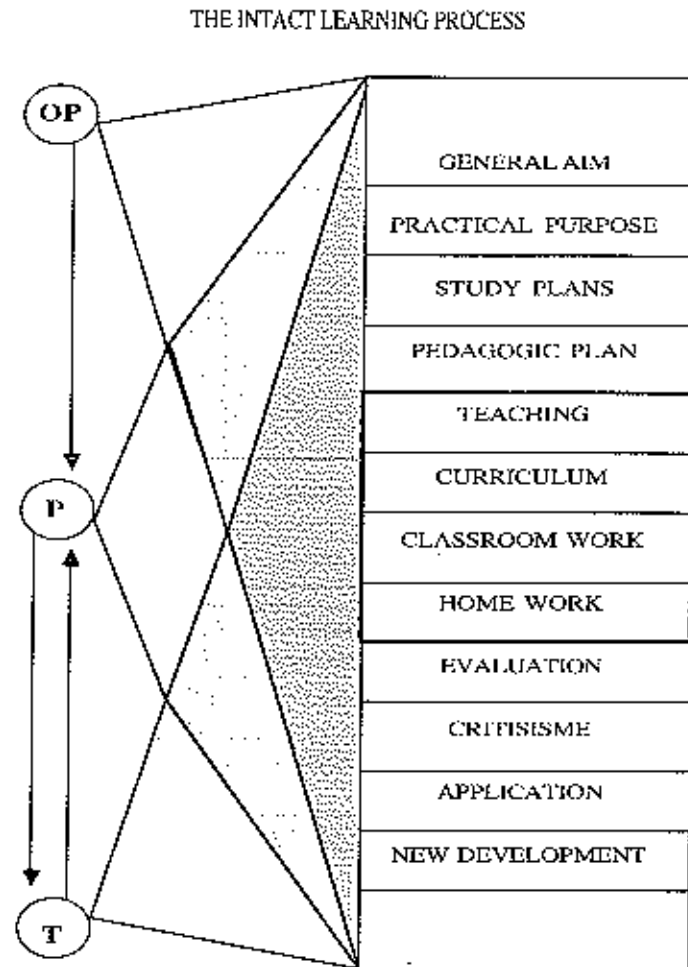 THE INTACT LEARNING PROCESS
OP
GENERAL AIM
PRACTICAL PURPOSE
STUDY PLANS
PEDAGOGIC PLAN
TEACHING
CURRICULUM
P
CLASSROOM WORK
HOME WORK
EVALUATION
CRITISISME
APPLICATION
NEW DEVELOPMENT
T